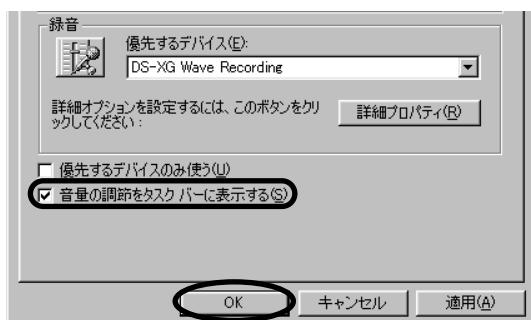 録音
優先するデバイス(E):
DS-XG Wave Recording
詳細オプションを設定するには、このボタンをクリ
ックしてください：
詳細プロパティ(R)
優先するデバイスのみ使う(U)
音量の調節をタスク バーに表示する(S)
OK キャンセル 適用(A)